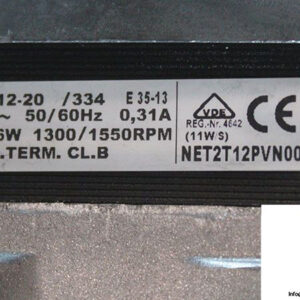 12-20 /334 E 35-13
~ 50/60Hz 0,31A
6W 1300/1550RPM
.TERM. CL.B
VDE
REG.-Nr. 4842
(11W S)
CE
NET2T12PVN00